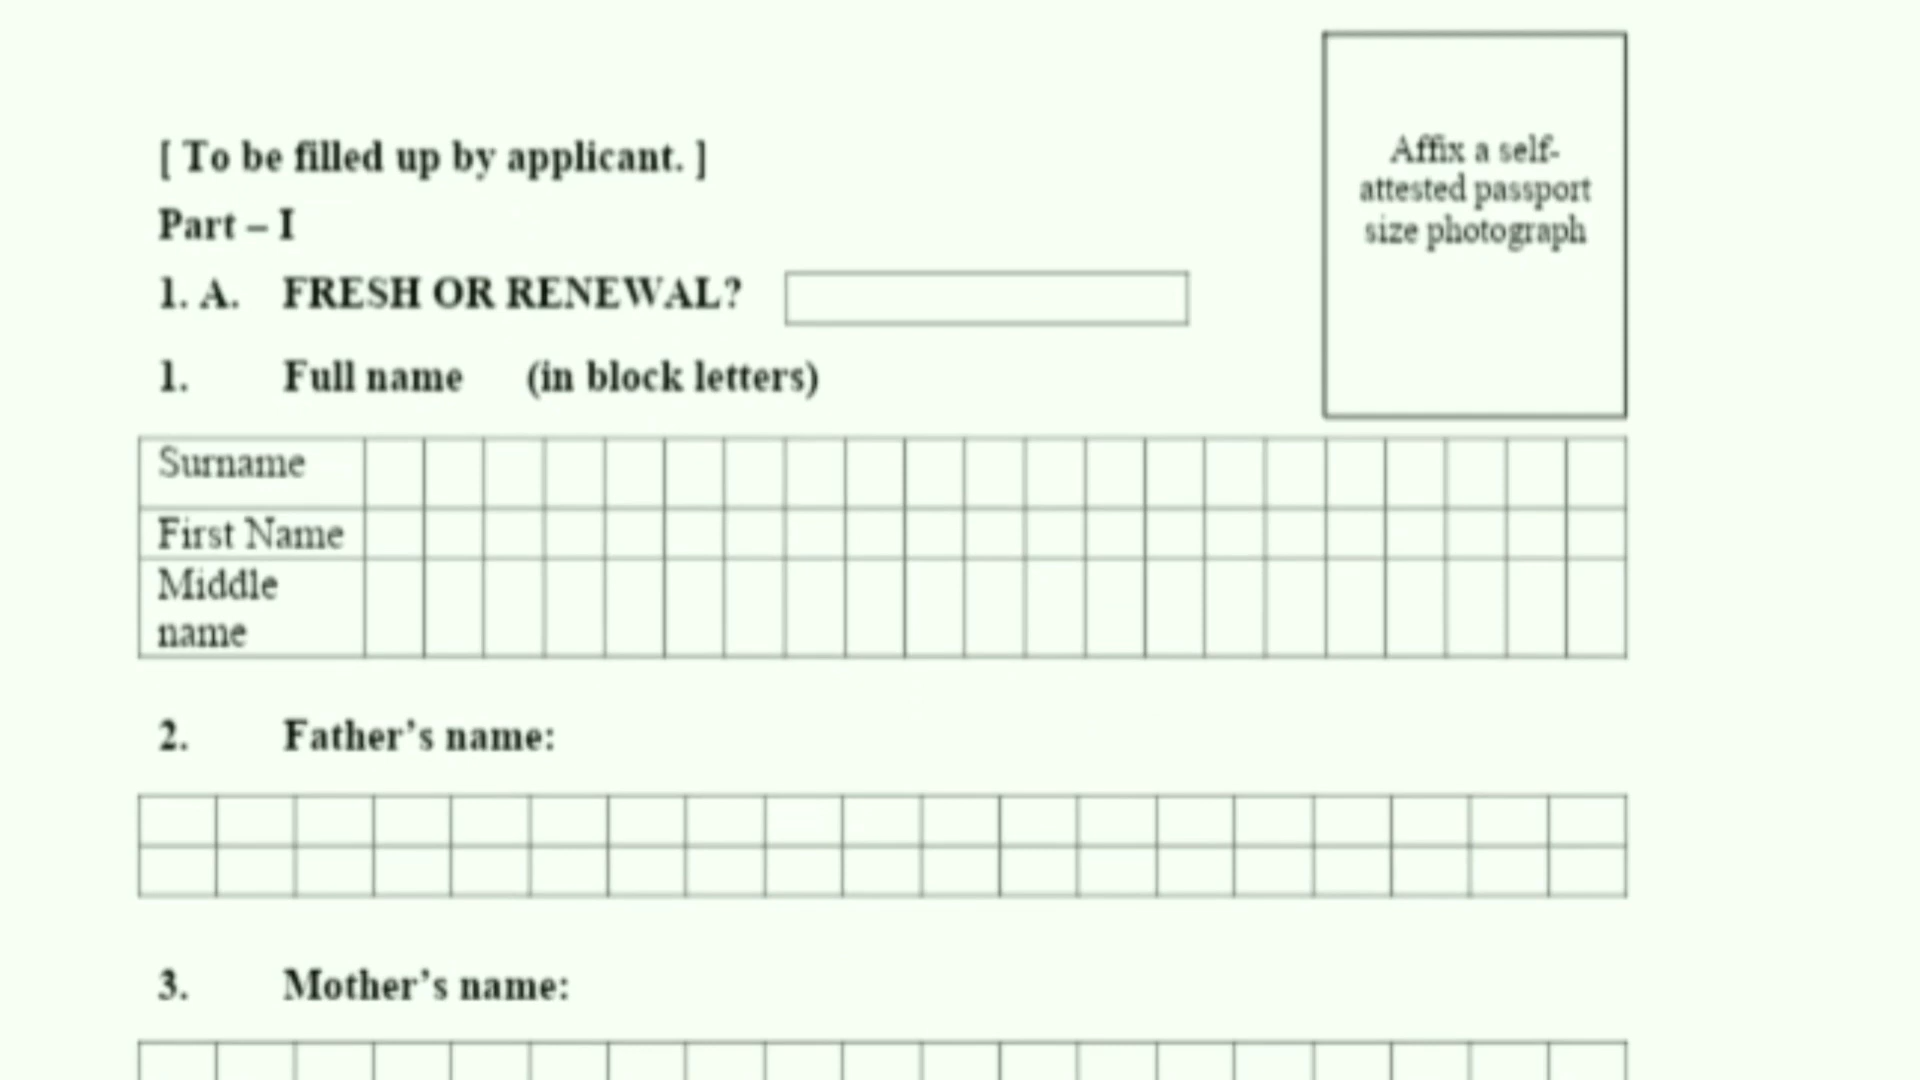 [ To be filled up by applicant. ]
Part – I
Affix a self-
attested passport
size photograph
1. A. FRESH OR RENEWAL?
1. Full name (in block letters)
Surname
First Name
Middle
name
2. Father’s name:
3. Mother’s name: